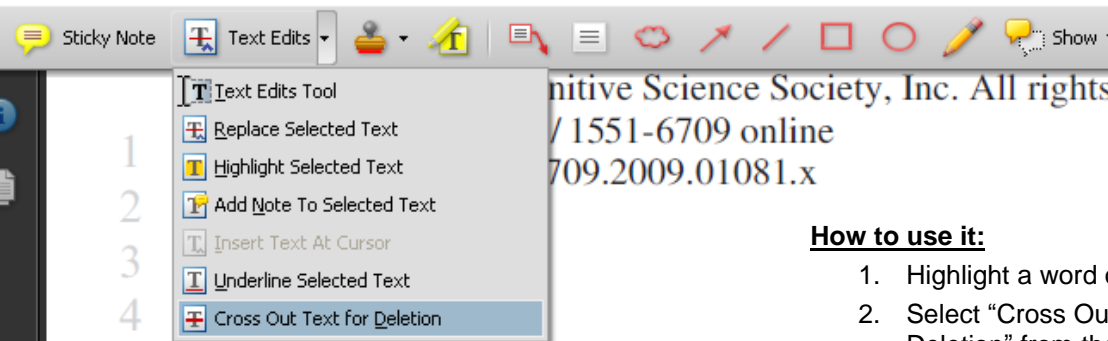 Sticky Note Text Edits Show
Text Edits Tool
Replace Selected Text
Highlight Selected Text
Add Note To Selected Text
Insert Text At Cursor
Underline Selected Text
Cross Out Text for Deletion
1
2
3
4
nitive Science Society, Inc. All rights
/ 1551-6709 online
709.2009.01081.x
How to use it:
1. Highlight a word
2. Select “Cross Ou
Deletion” from th